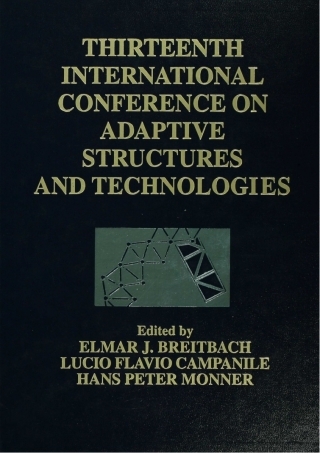 THIRTEENTH
INTERNATIONAL
CONFERENCE ON
ADAPTIVE
STRUCTURES
AND TECHNOLOGIES
Edited by
ELMAR J. BREITBACH
LUCIO FLAVIO CAMPANILE
HANS PETER MONNER